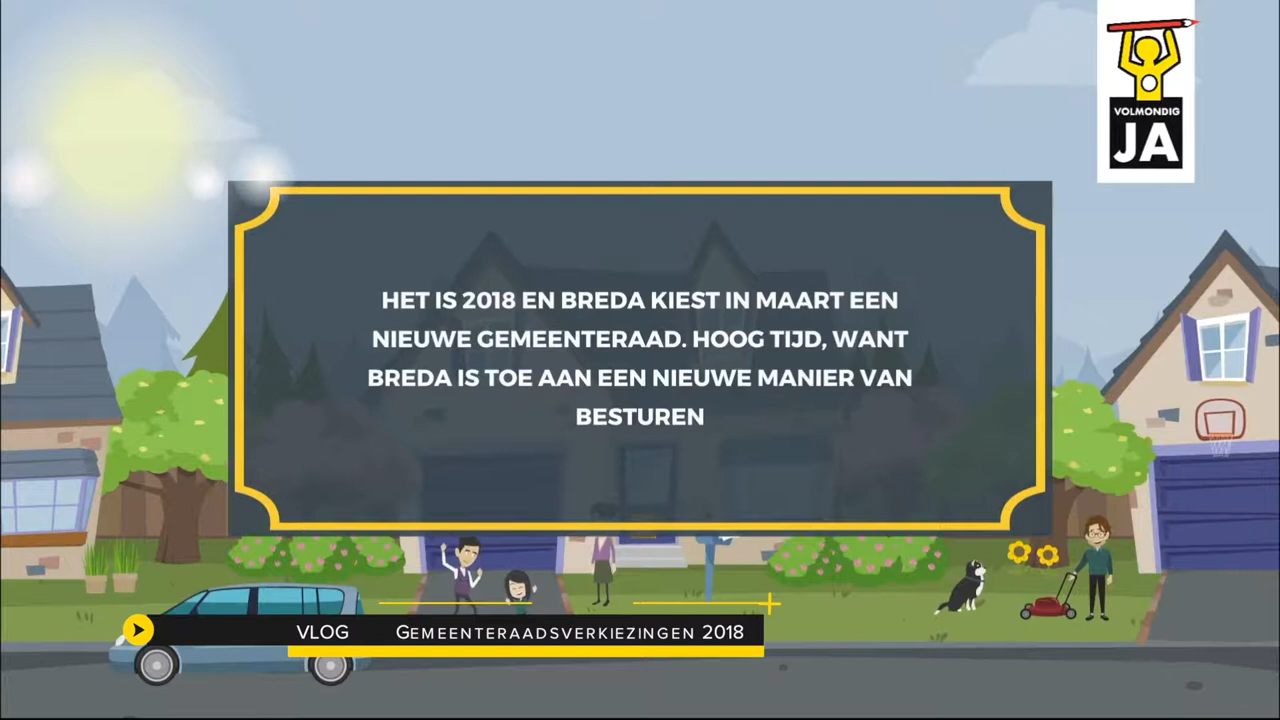 VOLMONDIG
JA
HET IS 2018 EN BREDA KIEST IN MAART EEN
NIEUWE GEMEENTERAAD. HOOG TIJD, WANT
BREDA IS TOE AAN EEN NIEUWE MANIER VAN
BESTUREN
VLOG GEMEENTERAADSVERKIEZINGEN 2018